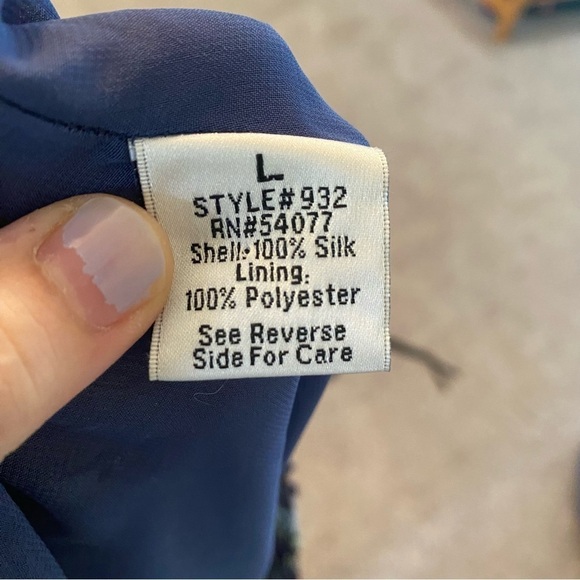 L
STYLE#932
RN#54077
Shell:100% Silk
Lining:
100% Polyester
See Reverse
Side For Care